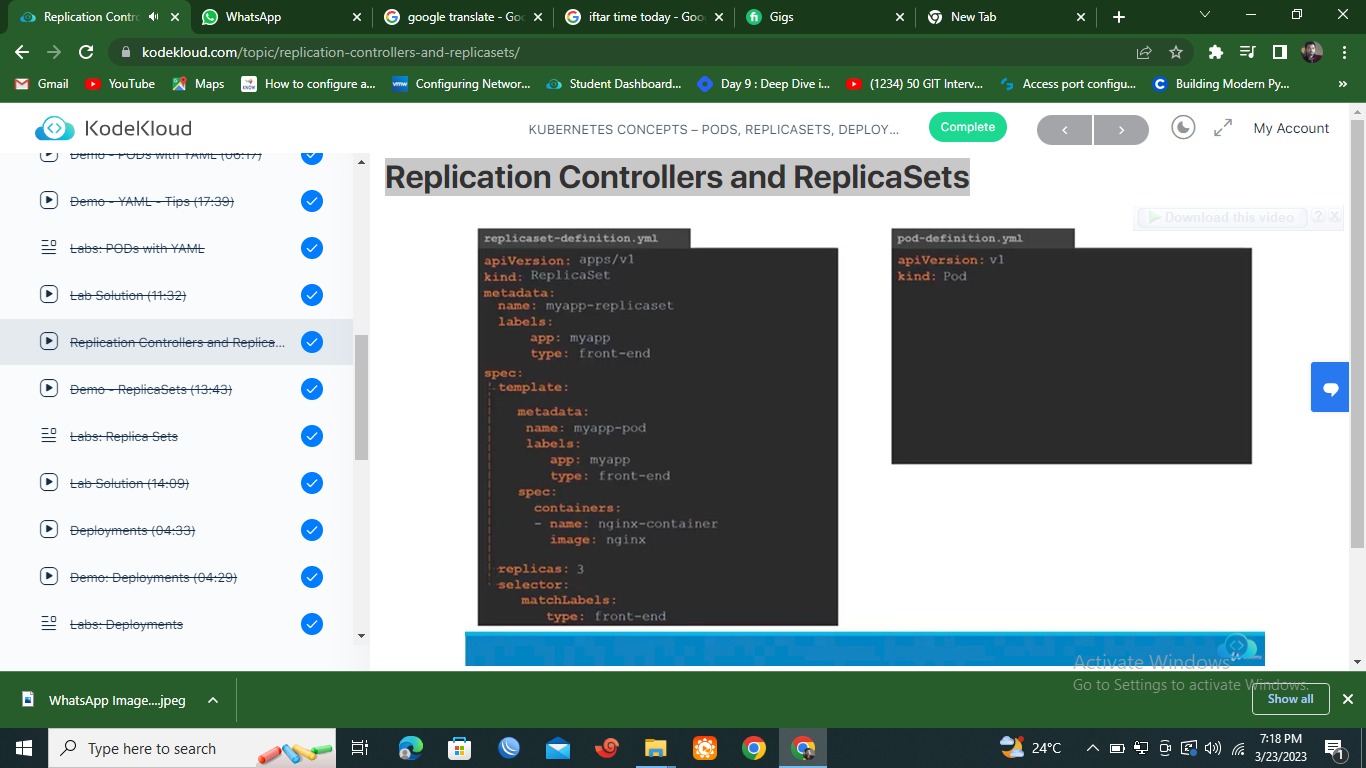 Replication Contro
WhatsApp
google translate - Goo
iftar time today - Goo
Gigs
New Tab
kodekloud.com/topic/replication-controllers-and-replicasets/
Gmail
YouTube
Maps
How to configure a...
Configuring Networ...
Student Dashboard...
Day 9 : Deep Dive i...
(1234) 50 GIT Interv...
Access port configu...
Building Modern Py...
»
KodeKloud
KUBERNETES CONCEPTS – PODS, REPLICASETS, DEPLOY...
Complete
My Account
Demo - PODs with YAML (06:17)
Demo - YAML - Tips (17:39)
Labs: PODs with YAML
Lab Solution (11:32)
Replication Controllers and Replica...
Demo - ReplicaSets (13:43)
Labs: Replica Sets
Lab Solution (14:09)
Deployments (04:33)
Demo: Deployments (04:29)
Labs: Deployments
Replication Controllers and ReplicaSets
Download this video ? X
replicaset-definition.yml
apiVersion: apps/v1
kind: ReplicaSet
metadata:
name: myapp-replicaset
labels:
app: myapp
type: front-end
spec:
template:
metadata:
name: myapp-pod
labels:
app: myapp
type: front-end
spec:
containers:
- name: nginx-container
image: nginx
replicas: 3
selector:
matchLabels:
type: front-end
pod-definition.yml
apiVersion: v1
kind: Pod
Activate Windows
Go to Settings to activate Windows.
WhatsApp Image....jpeg
Show all
Type here to search
24°C
7:18 PM
3/23/2023
1